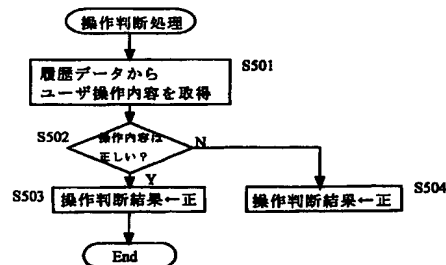 操作判断処理
履歴データから
ユーザ操作内容を取得
S501
S502
操作内容は
正しい?
N
Y
S503
操作判断結果←正
操作判断結果←正
S504
End